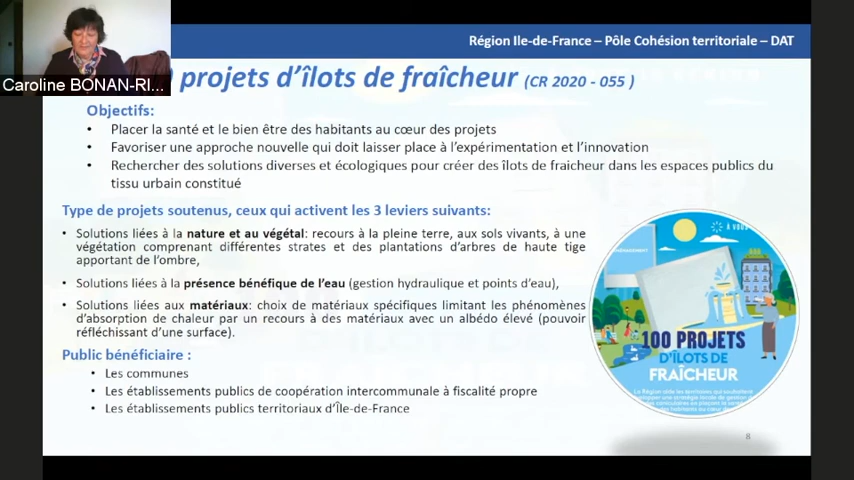 Région Ile-de-France – Pôle Cohésion territoriale – DAT
Caroline BONAN-RI...
projets d'îlots de fraîcheur (CR 2020 - 055 )
Objectifs:
• Placer la santé et le bien être des habitants au cœur des projets
• Favoriser une approche nouvelle qui doit laisser place à l'expérimentation et l'innovation
• Rechercher des solutions diverses et écologiques pour créer des îlots de fraicheur dans les espaces publics du
tissu urbain constitué
Type de projets soutenus, ceux qui activent les 3 leviers suivants:
• Solutions liées à la nature et au végétal: recours à la pleine terre, aux sols vivants, à une
végétation comprenant différentes strates et des plantations d'arbres de haute tige
apportant de l'ombre,
• Solutions liées à la présence bénéfique de l'eau (gestion hydraulique et points d'eau),
• Solutions liées aux matériaux: choix de matériaux spécifiques limitant les phénomènes
d'absorption de chaleur par un recours à des matériaux avec un albédo élevé (pouvoir
réfléchissant d'une surface).
Public bénéficiaire :
• Les communes
• Les établissements publics de coopération intercommunale à fiscalité propre
• Les établissements publics territoriaux d'Île-de-France
À VOUS
100 PROJETS
D'ÎLOTS DE
FRAÎCHEUR
La Région aide les territoires qui souhaitent
8